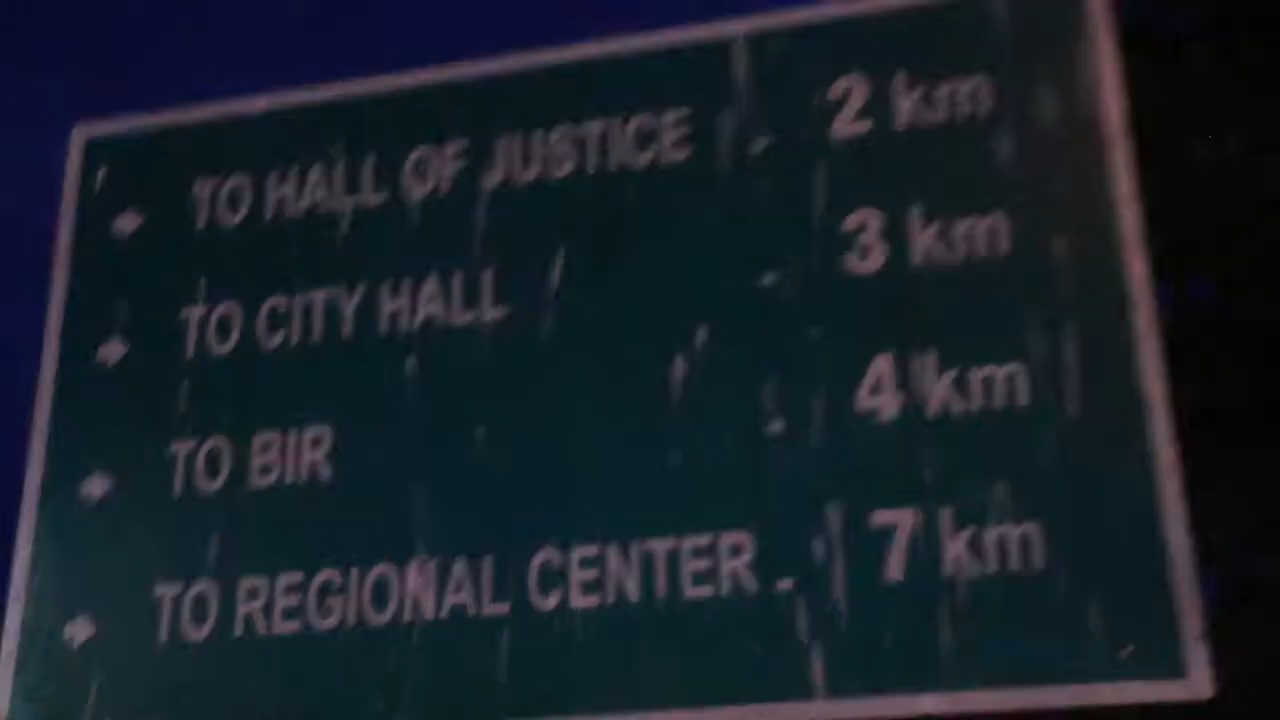 TO HALL OF JUSTICE - 2 km
TO CITY HALL - 3 km
TO BIR - 4 km
TO REGIONAL CENTER - 7 km